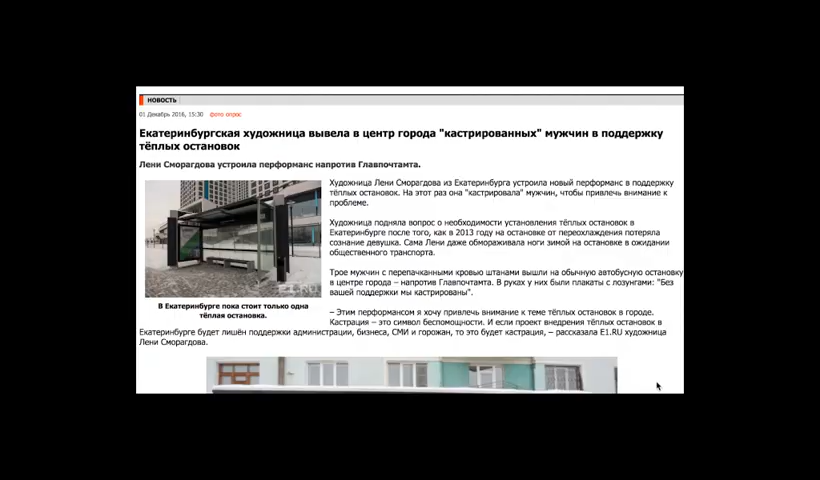 НОВОСТЬ
01 Декабрь 2016, 15:30 фото опрос
Екатеринбургская художница вывела в центр города "кастрированных" мужчин в поддержку
тёплых остановок
Лени Сморагдова устроила перформанс напротив Главпочтамта.
Художница Лени Сморагдова из Екатеринбурга устроила новый перформанс в поддержку
тёплых остановок. На этот раз она "кастрировала" мужчин, чтобы привлечь внимание к
проблеме.
Художница подняла вопрос о необходимости установления тёплых остановок в
Екатеринбурге после того, как в 2013 году на остановке от переохлаждения потеряла
сознание девушка. Сама Лени даже обмораживала ноги зимой на остановке в ожидании
общественного транспорта.
Трое мужчин с перепачканными кровью штанами вышли на обычную автобусную остановку
в центре города – напротив Главпочтамта. В руках у них были плакаты с лозунгами: "Без
вашей поддержки мы кастрированы".
E1.RU
В Екатеринбурге пока стоит только одна
тёплая остановка.
– Этим перформансом я хочу привлечь внимание к теме тёплых остановок в городе.
Кастрация – это символ беспомощности. И если проект внедрения тёплых остановок в
Екатеринбурге будет лишён поддержки администрации, бизнеса, СМИ и горожан, то это будет кастрация, – рассказала E1.RU художница
Лени Сморагдова.